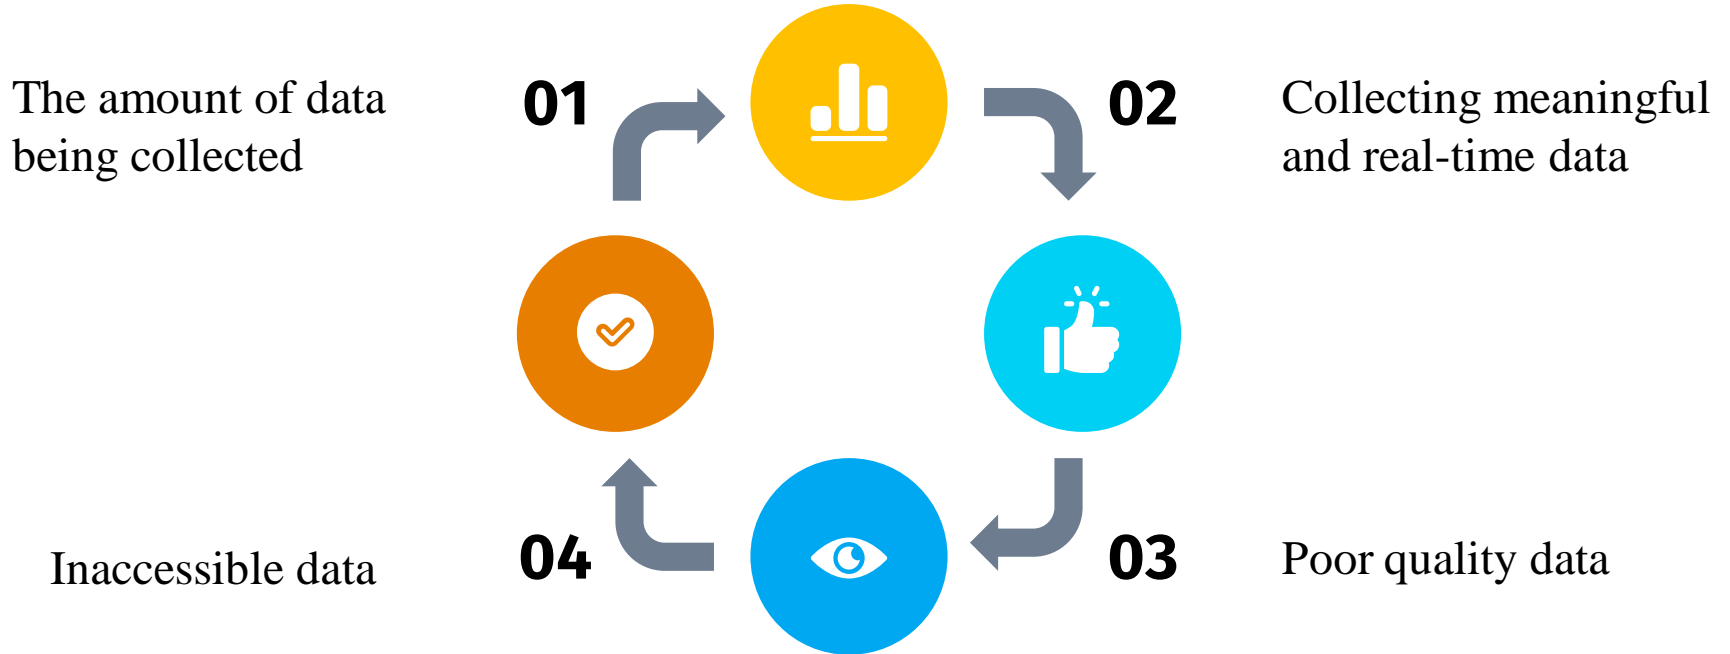 01
The amount of data
being collected
02
Collecting meaningful
and real-time data
03
Poor quality data
04
Inaccessible data